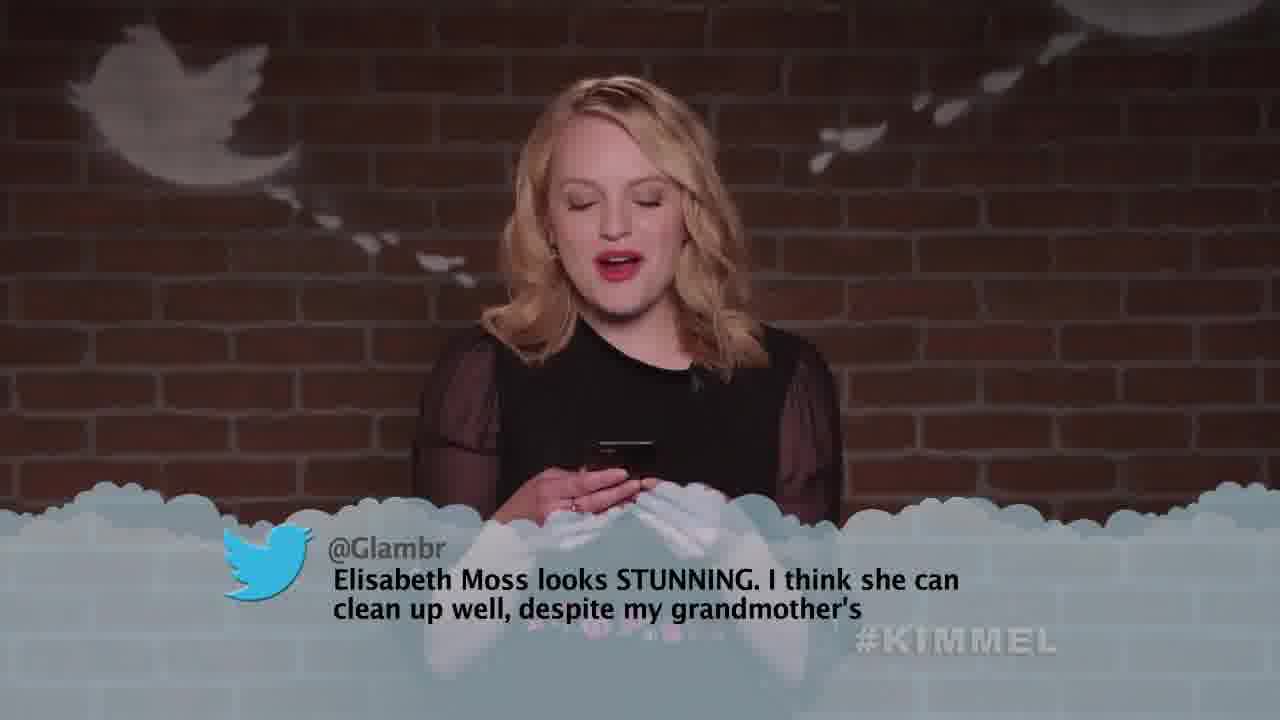 @Glambr
Elisabeth Moss looks STUNNING. I think she can
clean up well, despite my grandmother's
#KIMMEL